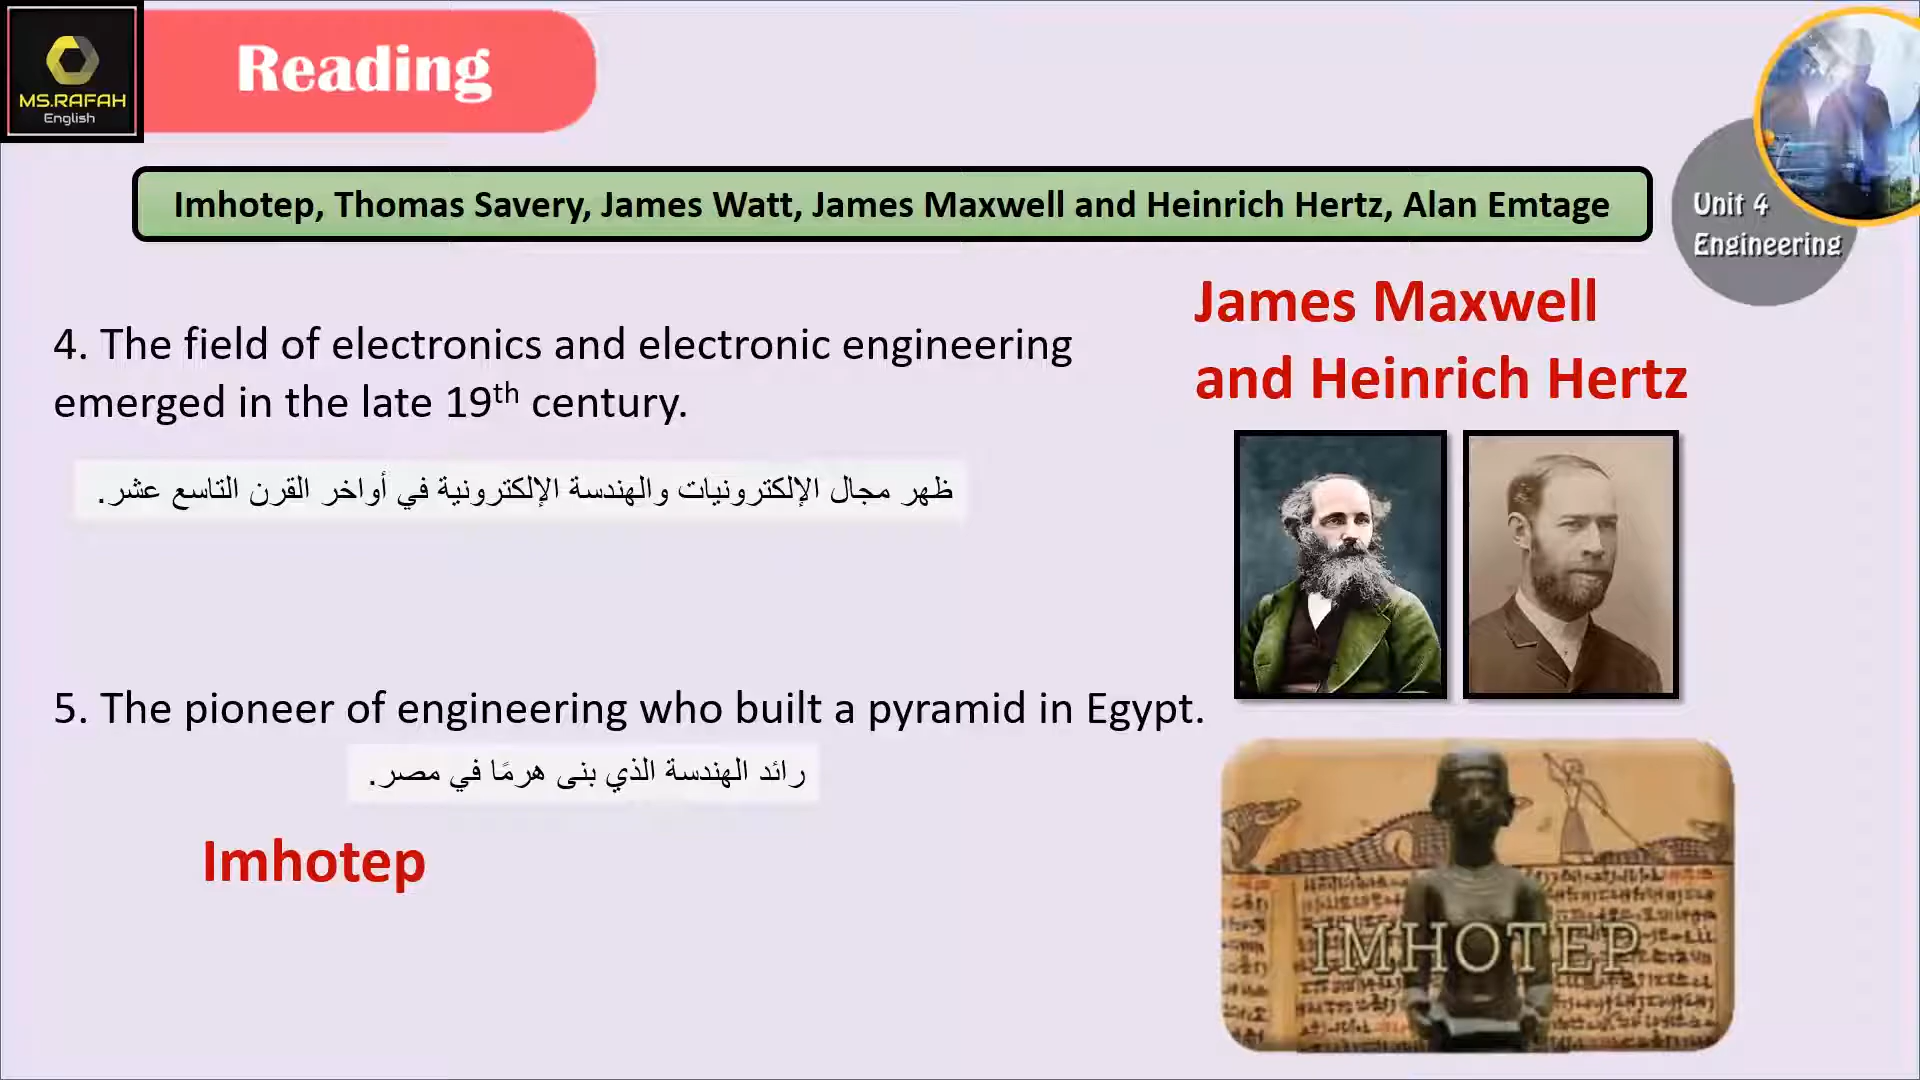 MS.RAFAH
English
Reading
Imhotep, Thomas Savery, James Watt, James Maxwell and Heinrich Hertz, Alan Emtage
Unit 4
Engineering
James Maxwell
and Heinrich Hertz
4. The field of electronics and electronic engineering
emerged in the late 19th century.
ظهر مجال الإلكترونيات والهندسة الإلكترونية في أواخر القرن التاسع عشر.
5. The pioneer of engineering who built a pyramid in Egypt.
رائد الهندسة الذي بنى هرمًا في مصر.
Imhotep
IMHOTEP